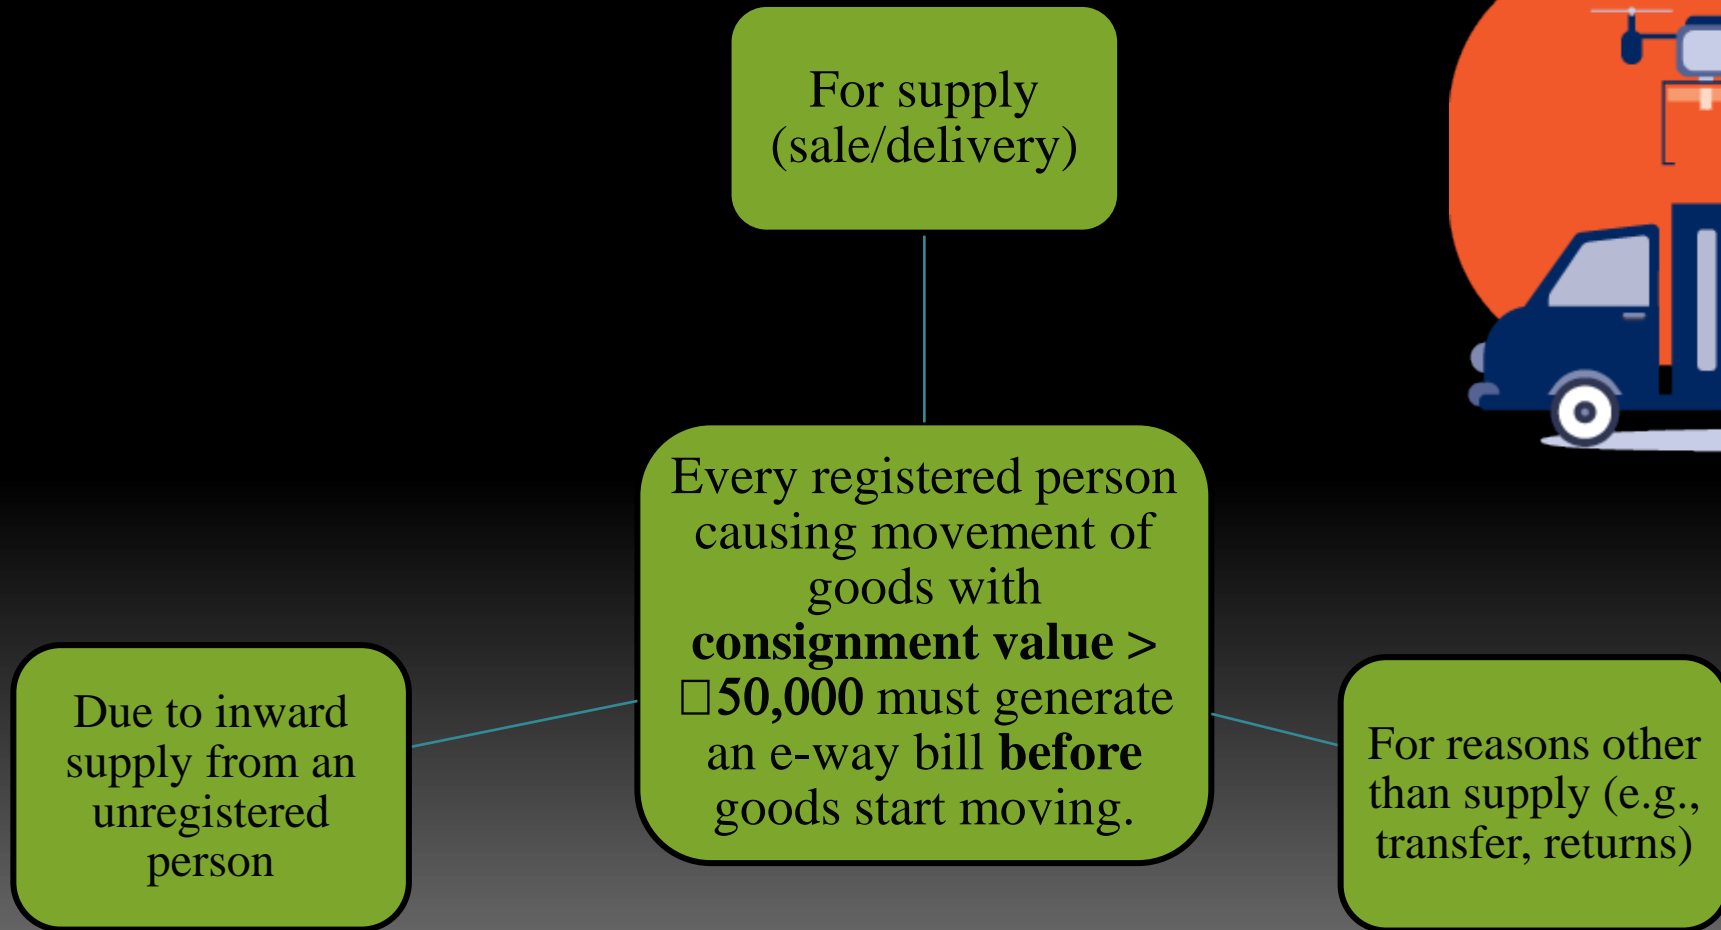 For supply
(sale/delivery)
Every registered person
causing movement of
goods with
consignment value >
□50,000 must generate
an e-way bill before
goods start moving.
Due to inward
supply from an
unregistered
person
For reasons other
than supply (e.g.,
transfer, returns)